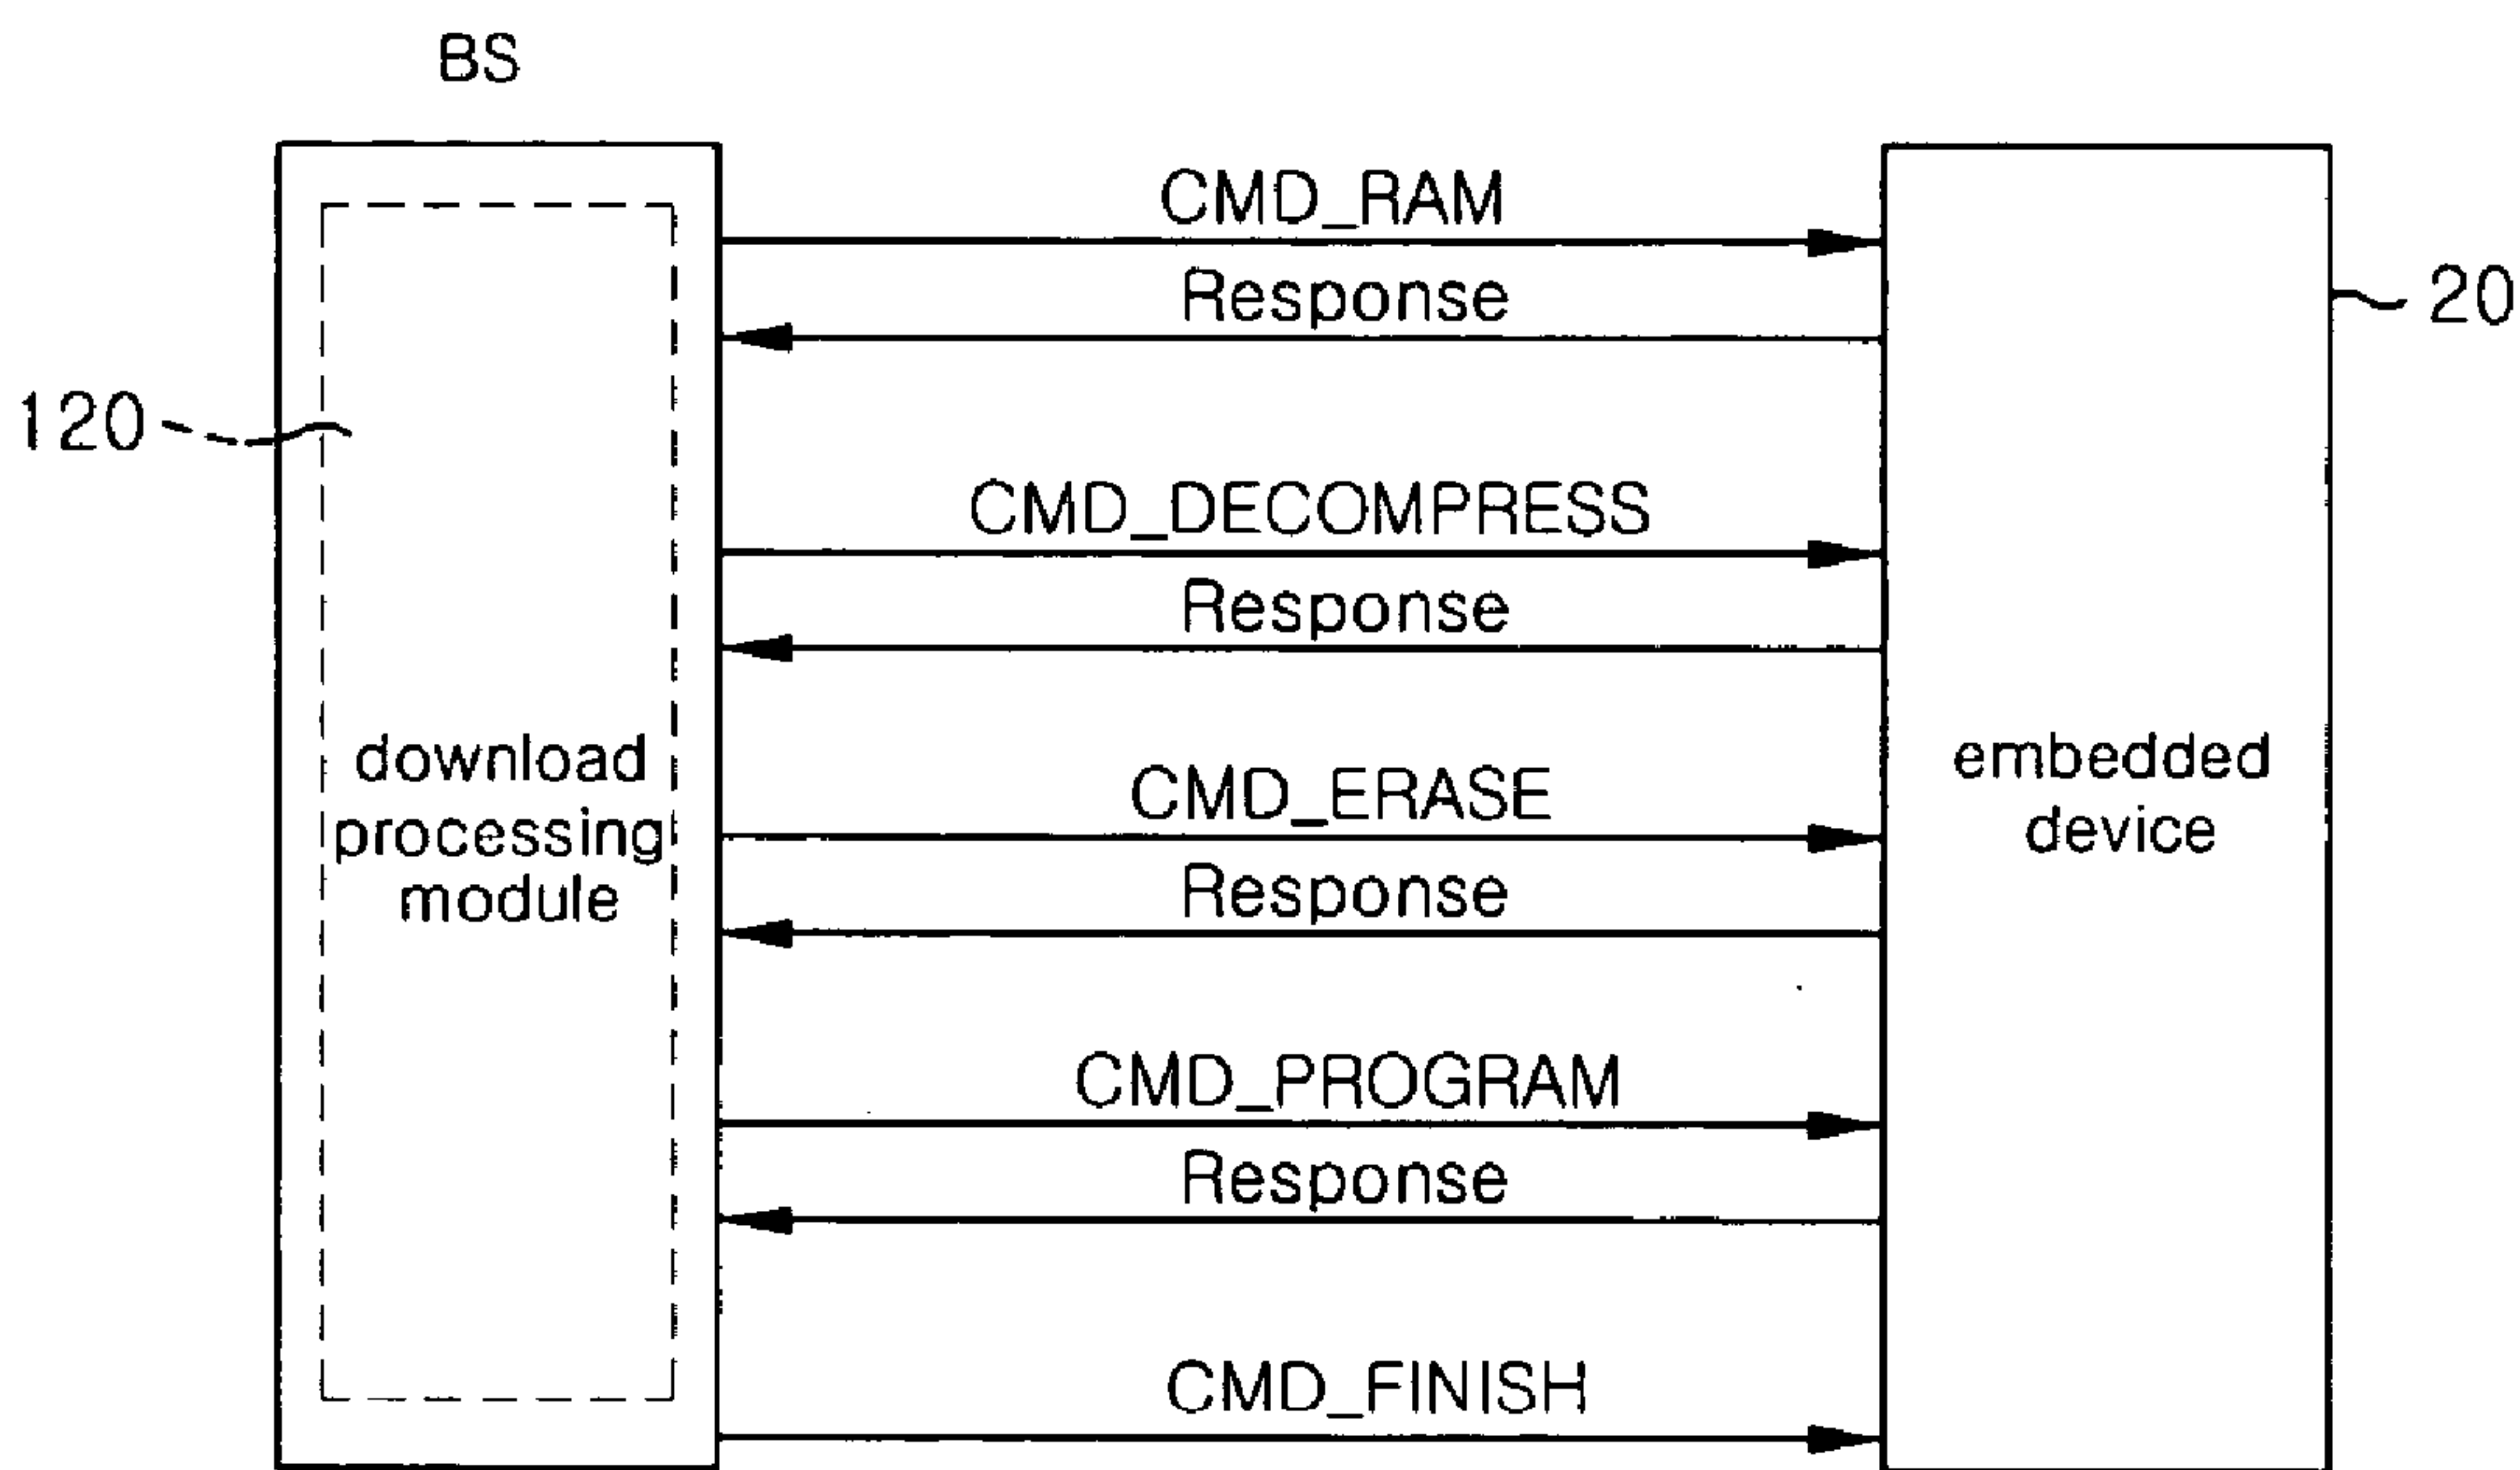 BS
CMD_RAM
Response
20
120
CMD_DECOMPRESS
Response
download
processing
module
embedded
device
CMD_ERASE
Response
CMD_PROGRAM
Response
CMD_FINISH